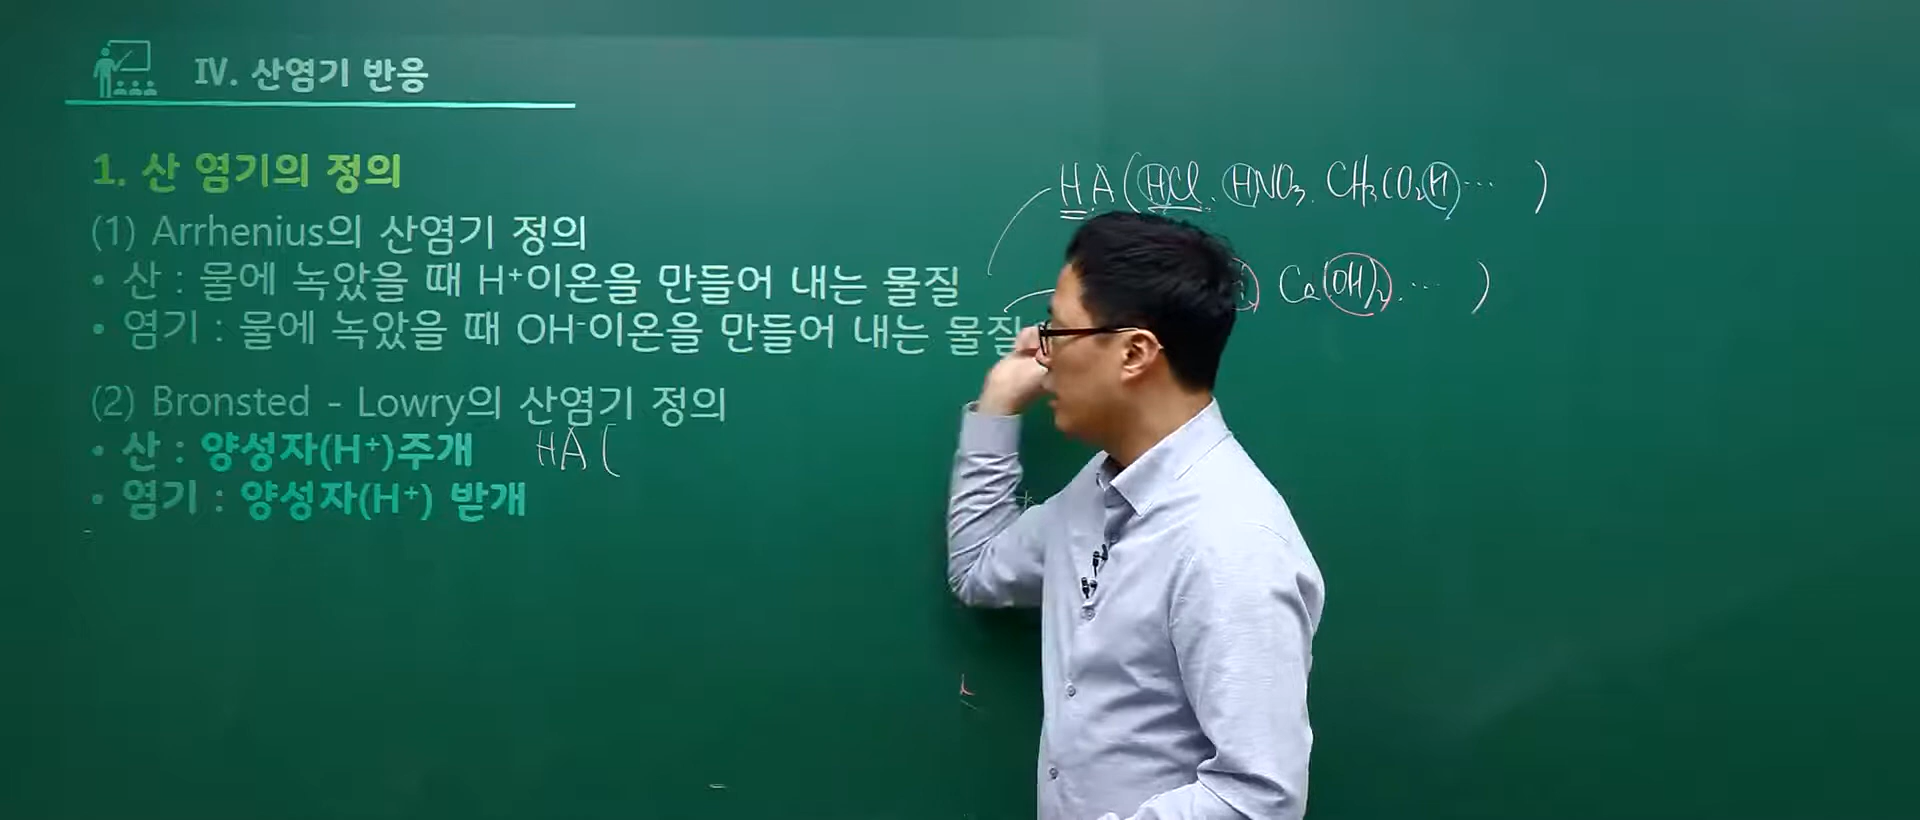 IV. 산염기 반응
1. 산 염기의 정의
(1) Arrhenius의 산염기 정의
• 산 : 물에 녹았을 때 H⁺이온을 만들어 내는 물질
• 염기 : 물에 녹았을 때 OH⁻이온을 만들어 내는 물질
(2) Bronsted - Lowry의 산염기 정의
• 산 : 양성자(H⁺)주개 HA (
• 염기 : 양성자(H⁺) 받개
HA (HCl. HNO₃. CH₃CO₂H ··· )
Ca(OH)₂. ··· )